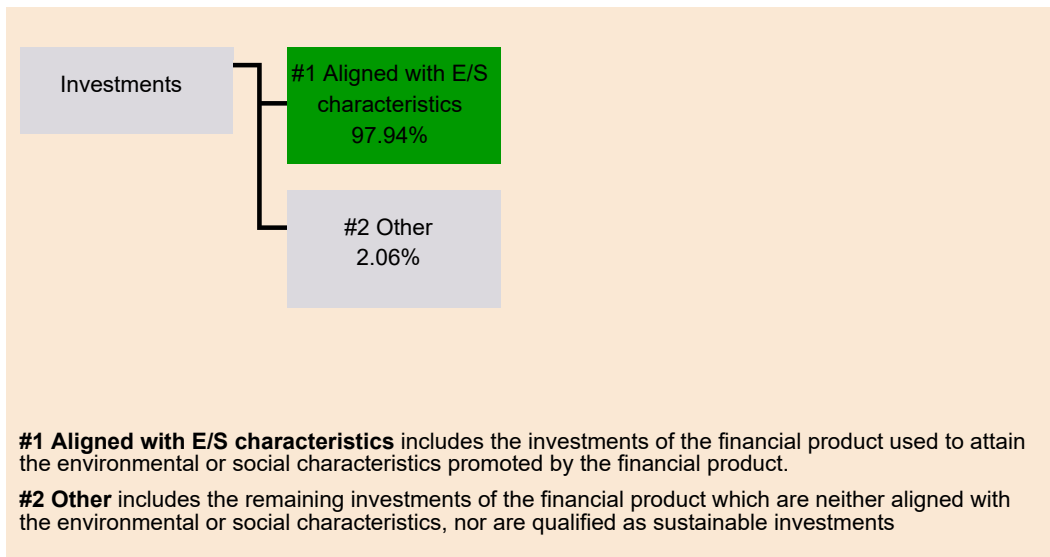 Investments
#1 Aligned with E/S
characteristics
97.94%
#2 Other
2.06%
#1 Aligned with E/S characteristics includes the investments of the financial product used to attain
the environmental or social characteristics promoted by the financial product.
#2 Other includes the remaining investments of the financial product which are neither aligned with
the environmental or social characteristics, nor are qualified as sustainable investments